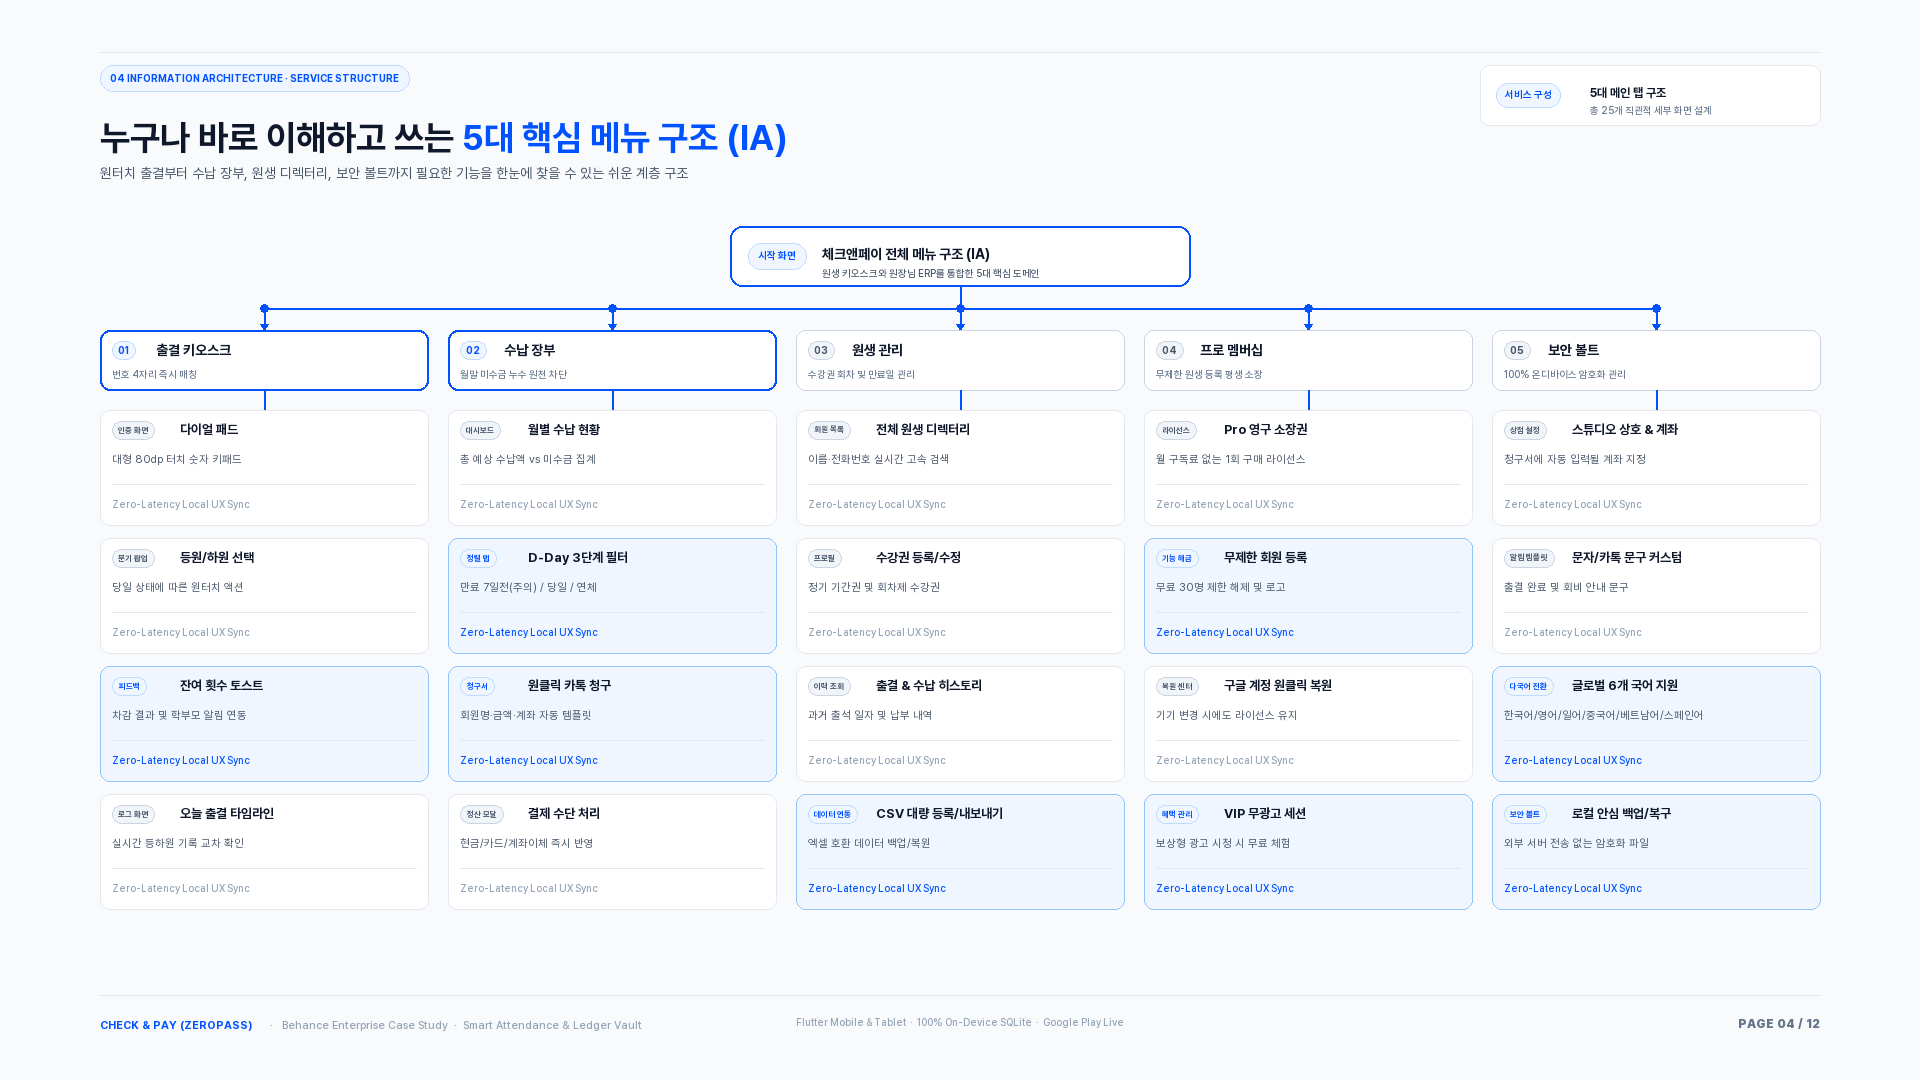 04 INFORMATION ARCHITECTURE · SERVICE STRUCTURE
누구나 바로 이해하고 쓰는 5대 핵심 메뉴 구조 (IA)
원터치 출결부터 수납 장부, 원생 디렉터리, 보안 볼트까지 필요한 기능을 한눈에 찾을 수 있는 쉬운 계층 구조
서비스 구성
5대 메인 탭 구조
총 25개 직관적 세부 화면 설계
시작 화면
체크앤페이 전체 메뉴 구조 (IA)
원생 키오스크와 원장님 ERP를 통합한 5대 핵심 도메인
01 출결 키오스크
번호 4자리 즉시 매칭
인증 화면 다이얼 패드
대형 80dp 터치 숫자 키패드
Zero-Latency Local UX Sync
분기 팝업 등원/하원 선택
당일 상태에 따른 원터치 액션
Zero-Latency Local UX Sync
피드백 잔여 횟수 토스트
차감 결과 및 학부모 알림 연동
Zero-Latency Local UX Sync
로그 화면 오늘 출결 타임라인
실시간 등하원 기록 교차 확인
Zero-Latency Local UX Sync
02 수납 장부
월말 미수금 누수 원천 차단
대시보드 월별 수납 현황
총 예상 수납액 vs 미수금 집계
Zero-Latency Local UX Sync
정렬 탭 D-Day 3단계 필터
만료 7일전(주의) / 당일 / 연체
Zero-Latency Local UX Sync
청구서 원클릭 카톡 청구
회원명·금액·계좌 자동 템플릿
Zero-Latency Local UX Sync
정산 모달 결제 수단 처리
현금/카드/계좌이체 즉시 반영
Zero-Latency Local UX Sync
03 원생 관리
수강권 회차 및 만료일 관리
회원 목록 전체 원생 디렉터리
이름·전화번호 실시간 고속 검색
Zero-Latency Local UX Sync
프로필 수강권 등록/수정
정기 기간권 및 회차제 수강권
Zero-Latency Local UX Sync
이력 조회 출결 & 수납 히스토리
과거 출석 일자 및 납부 내역
Zero-Latency Local UX Sync
데이터 연동 CSV 대량 등록/내보내기
엑셀 호환 데이터 백업/복원
Zero-Latency Local UX Sync
04 프로 멤버십
무제한 원생 등록 평생 소장
라이선스 Pro 영구 소장권
월 구독료 없는 1회 구매 라이선스
Zero-Latency Local UX Sync
기능 해금 무제한 회원 등록
무료 30명 제한 해제 및 로고
Zero-Latency Local UX Sync
복원 센터 구글 계정 원클릭 복원
기기 변경 시에도 라이선스 유지
Zero-Latency Local UX Sync
혜택 관리 VIP 무광고 세션
보상형 광고 시청 시 무료 체험
Zero-Latency Local UX Sync
05 보안 볼트
100% 온디바이스 암호화 관리
상점 설정 스튜디오 상호 & 계좌
청구서에 자동 입력될 계좌 지정
Zero-Latency Local UX Sync
알림템플릿 문자/카톡 문구 커스텀
출결 완료 및 회비 안내 문구
Zero-Latency Local UX Sync
다국어 전환 글로벌 6개 국어 지원
한국어/영어/일어/중국어/베트남어/스페인어
Zero-Latency Local UX Sync
보안 볼트 로컬 안심 백업/복구
외부 서버 전송 없는 암호화 파일
Zero-Latency Local UX Sync
CHECK & PAY (ZEROPASS) · Behance Enterprise Case Study · Smart Attendance & Ledger Vault
Flutter Mobile & Tablet · 100% On-Device SQLite · Google Play Live
PAGE 04 / 12